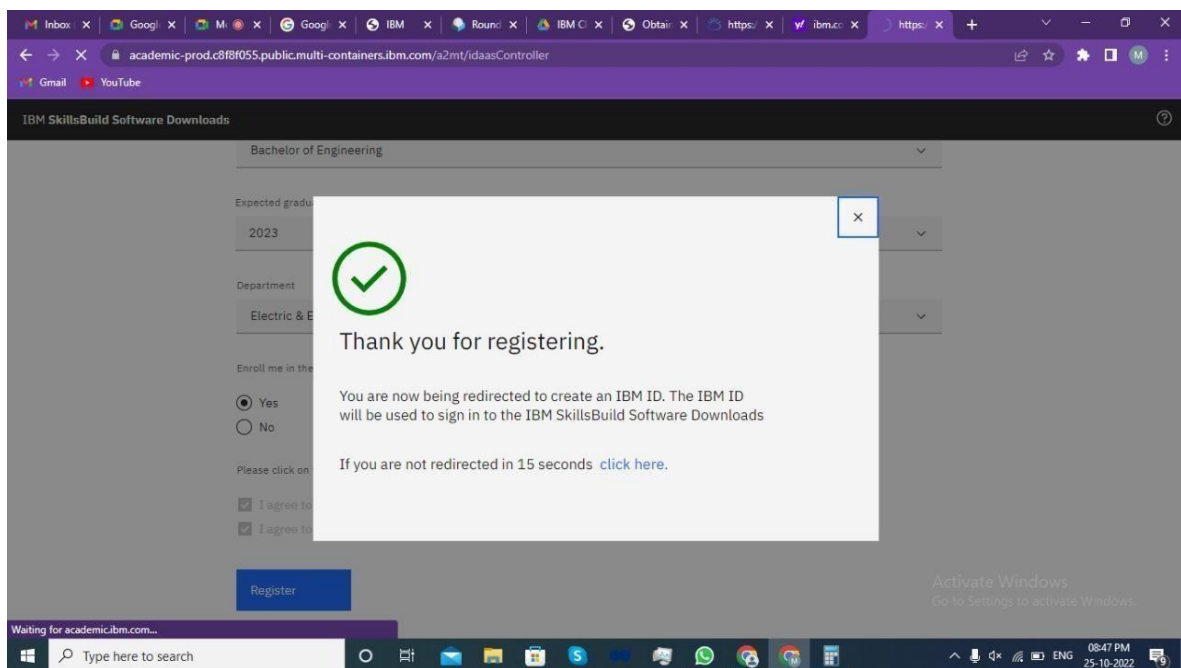 Inbox
Googl
M
Googl
IBM
Round
IBM Cl
Obtain
https:/
ibm.cc
https:/
academic-prod.c8f8f055.public.multi-containers.ibm.com/a2mt/idaasController
M
Gmail
YouTube
IBM SkillsBuild Software Downloads
Bachelor of Engineering
Expected gradu
2023
Department
Electric & E
Enroll me in the
Yes
No
Please click on
I agree to
I agree to
Register
Thank you for registering.
You are now being redirected to create an IBM ID. The IBM ID
will be used to sign in to the IBM SkillsBuild Software Downloads
If you are not redirected in 15 seconds click here.
Activate Windows
Go to Settings to activate Windows.
Waiting for academic.ibm.com...
Type here to search
ENG
08:47 PM
25-10-2022